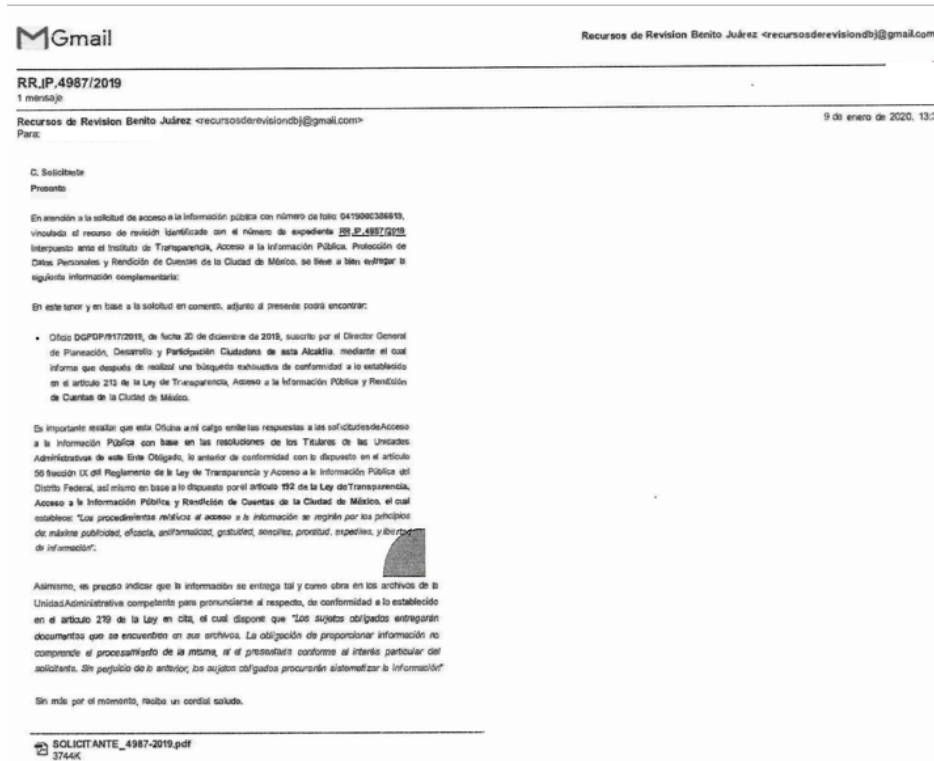 Gmail
Recursos de Revision Benito Juárez <recursosderevisiondbj@gmail.com
RR.IP.4987/2019
1 mensaje
Recursos de Revision Benito Juárez <recursosderevisiondbj@gmail.com>
9 de enero de 2020, 13:
Para:
C. Solicitante
Presente
En atención a la solicitud de acceso a la información pública con número de folio
vinculada al recurso de revisión identificado con el número de expediente RR.IP.4987/2019
interpuesto ante el Instituto de Transparencia, Acceso a la Información Pública, Protección de
Datos Personales y Rendición de Cuentas de la Ciudad de México, se tiene a bien entregar la
siguiente información complementaria:
En este tenor y en base a la solicitud en comento, adjunto al presente podrá encontrar:
• Oficio DGPDP/917/2019, de fecha 20 de diciembre de 2019, suscrito por el Director General
de Planeación, Desarrollo y Participación Ciudadana de esta Alcaldía, mediante el cual
informa que después de realizar una búsqueda exhaustiva de conformidad a lo establecido
en el artículo 213 de la Ley de Transparencia, Acceso a la Información Pública y Rendición
de Cuentas de la Ciudad de México.
Es importante resaltar que esta Oficina a mi cargo emite las respuestas a las solicitudes de Acceso
a la Información Pública con base en las resoluciones de los Titulares de las Unidades
Administrativas de este Ente Obligado, lo anterior de conformidad con lo dispuesto en el artículo
56 fracción IX del Reglamento de la Ley de Transparencia y Acceso a la Información Pública del
Distrito Federal, así mismo en base a lo dispuesto por el artículo 192 de la Ley de Transparencia,
Acceso a la Información Pública y Rendición de Cuentas de la Ciudad de México, el cual
establece: "Los procedimientos relativos al acceso a la información se regirán por los principios
de: máxima publicidad, eficacia, antiformalidad, gratuidad, sencillez, prontitud, expedites, y libertad
de información".
Asimismo, es preciso indicar que la información se entrega tal y como obra en los archivos de la
Unidad Administrativa competente para pronunciarse al respecto, de conformidad a lo establecido
en el artículo 219 de la Ley en cita, el cual dispone que "Los sujetos obligados entregarán
documentos que se encuentren en sus archivos. La obligación de proporcionar información no
comprende el procesamiento de la misma, ni el presentarla conforme al interés particular del
solicitante. Sin perjuicio de lo anterior, los sujetos obligados procurarán sistematizar la información"
Sin más por el momento, reciba un cordial saludo.
SOLICITANTE_4987-2019.pdf
3744K